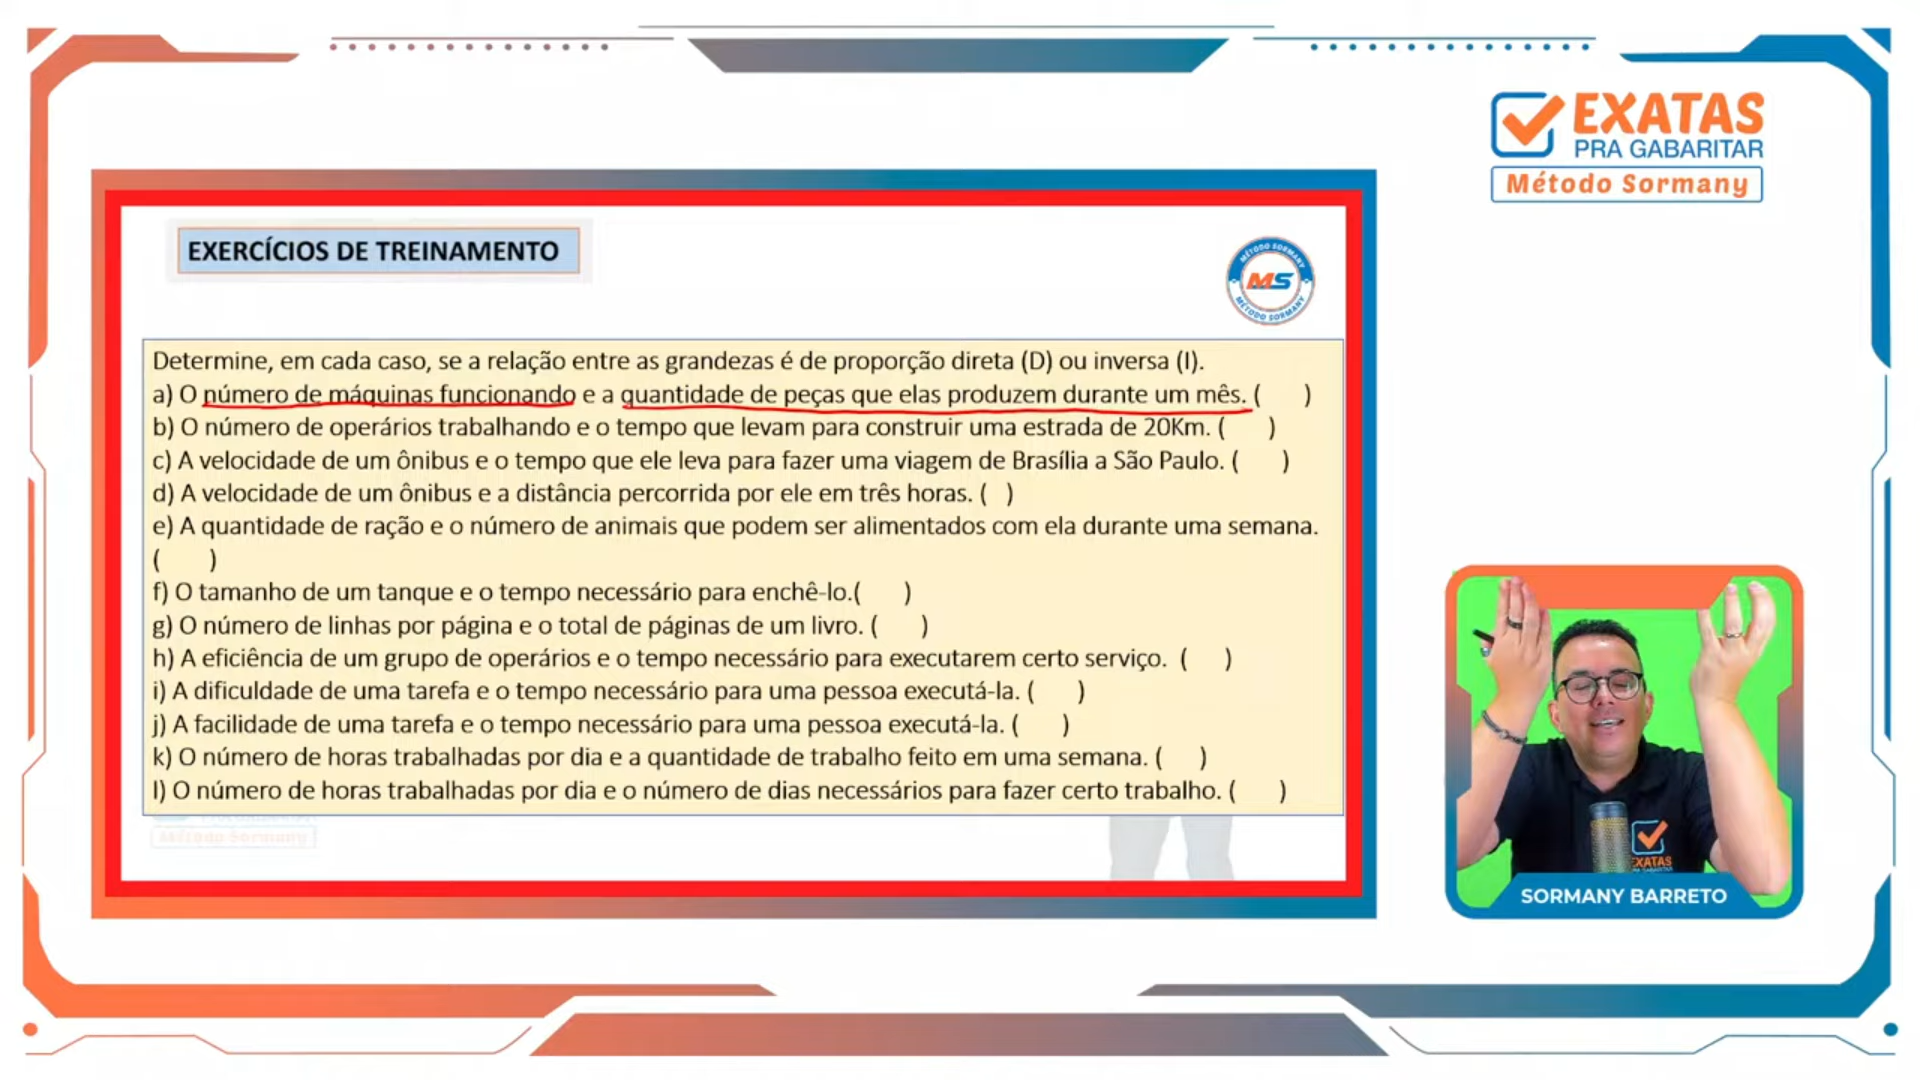 EXATAS
PRA GABARITAR
Método Sormany
EXERCÍCIOS DE TREINAMENTO
MÉTODO SORMANY
MS
MÉTODO SORMANY
Determine, em cada caso, se a relação entre as grandezas é de proporção direta (D) ou inversa (I).
a) O número de máquinas funcionando e a quantidade de peças que elas produzem durante um mês. (      )
b) O número de operários trabalhando e o tempo que levam para construir uma estrada de 20Km. (      )
c) A velocidade de um ônibus e o tempo que ele leva para fazer uma viagem de Brasília a São Paulo. (      )
d) A velocidade de um ônibus e a distância percorrida por ele em três horas. (   )
e) A quantidade de ração e o número de animais que podem ser alimentados com ela durante uma semana.
(      )
f) O tamanho de um tanque e o tempo necessário para enchê-lo.(      )
g) O número de linhas por página e o total de páginas de um livro. (      )
h) A eficiência de um grupo de operários e o tempo necessário para executarem certo serviço.  (      )
i) A dificuldade de uma tarefa e o tempo necessário para uma pessoa executá-la. (      )
j) A facilidade de uma tarefa e o tempo necessário para uma pessoa executá-la. (      )
k) O número de horas trabalhadas por dia e a quantidade de trabalho feito em uma semana. (      )
l) O número de horas trabalhadas por dia e o número de dias necessários para fazer certo trabalho. (      )
Método Sormany
EXATAS
SORMANY BARRETO